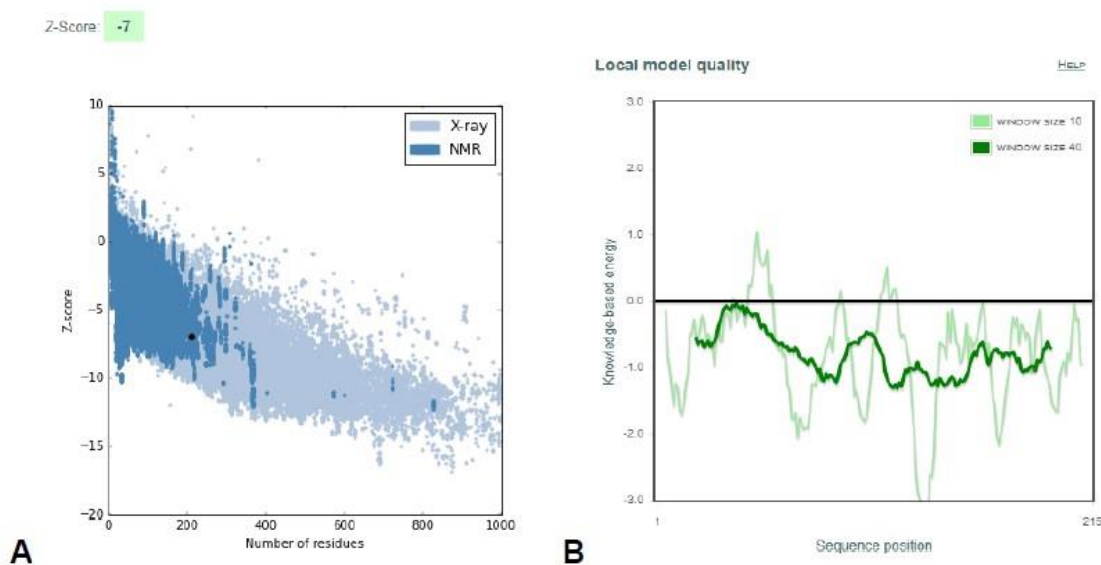 Z-Score: -7
10
5
0
−5
−10
−15
−20
Z-score
X-ray
NMR
0 200 400 600 800 1000
Number of residues
A
Local model quality
HELP
3.0
2.0
1.0
0.0
-1.0
-2.0
-3.0
Knowledge-based energy
WINDOW SIZE 10
WINDOW SIZE 40
1 215
Sequence position
B